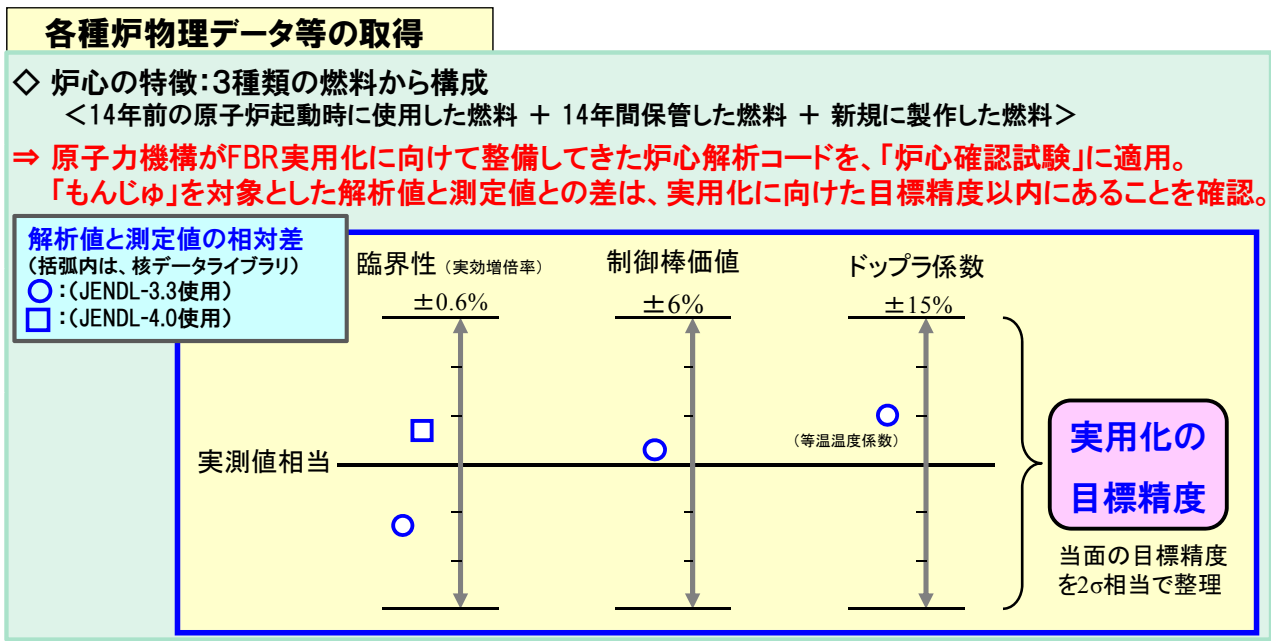 各種炉物理データ等の取得
◇ 炉心の特徴：3種類の燃料から構成
＜14年前の原子炉起動時に使用した燃料 ＋ 14年間保管した燃料 ＋ 新規に製作した燃料＞
⇒ 原子力機構がFBR実用化に向けて整備してきた炉心解析コードを、「炉心確認試験」に適用。
「もんじゅ」を対象とした解析値と測定値との差は、実用化に向けた目標精度以内にあることを確認。
解析値と測定値の相対差
（括弧内は、核データライブラリ）
○：（JENDL-3.3使用）
□：（JENDL-4.0使用）
臨界性（実効増倍率）
±0.6%
制御棒価値
±6%
ドップラ係数
±15%
（等温温度係数）
実測値相当
実用化の
目標精度
当面の目標精度
を2σ相当で整理